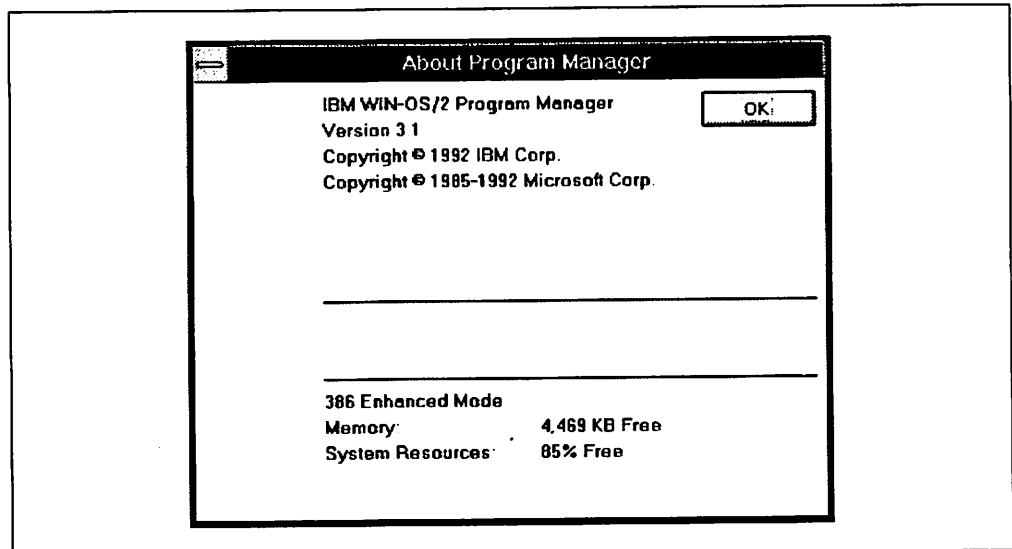 About Program Manager
IBM WIN-OS/2 Program Manager
OK
Version 3.1
Copyright © 1992 IBM Corp.
Copyright © 1985-1992 Microsoft Corp.
386 Enhanced Mode
Memory: 4,469 KB Free
System Resources: 85% Free